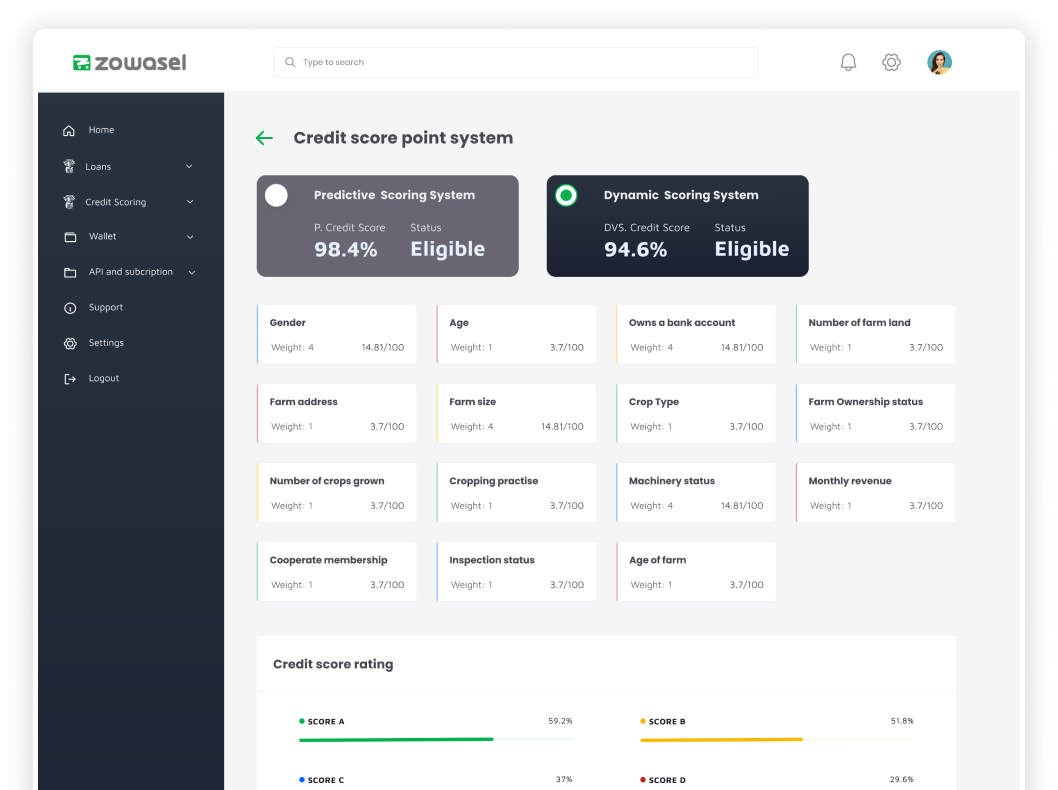 zowasel
Type to search
Home
Loans
Credit Scoring
Wallet
API and subcription
Support
Settings
Logout
Credit score point system
Predictive Scoring System
P. Credit Score Status
98.4% Eligible
Dynamic Scoring System
DVS. Credit Score Status
94.6% Eligible
Gender
Weight: 4 14.81/100
Age
Weight: 1 3.7/100
Owns a bank account
Weight: 4 14.81/100
Number of farm land
Weight: 1 3.7/100
Farm address
Weight: 1 3.7/100
Farm size
Weight: 4 14.81/100
Crop Type
Weight: 1 3.7/100
Farm Ownership status
Weight: 1 3.7/100
Number of crops grown
Weight: 1 3.7/100
Cropping practise
Weight: 1 3.7/100
Machinery status
Weight: 4 14.81/100
Monthly revenue
Weight: 1 3.7/100
Cooperate membership
Weight: 1 3.7/100
Inspection status
Weight: 1 3.7/100
Age of farm
Weight: 1 3.7/100
Credit score rating
SCORE A 59.2%
SCORE B 51.8%
SCORE C 37%
SCORE D 29.6%